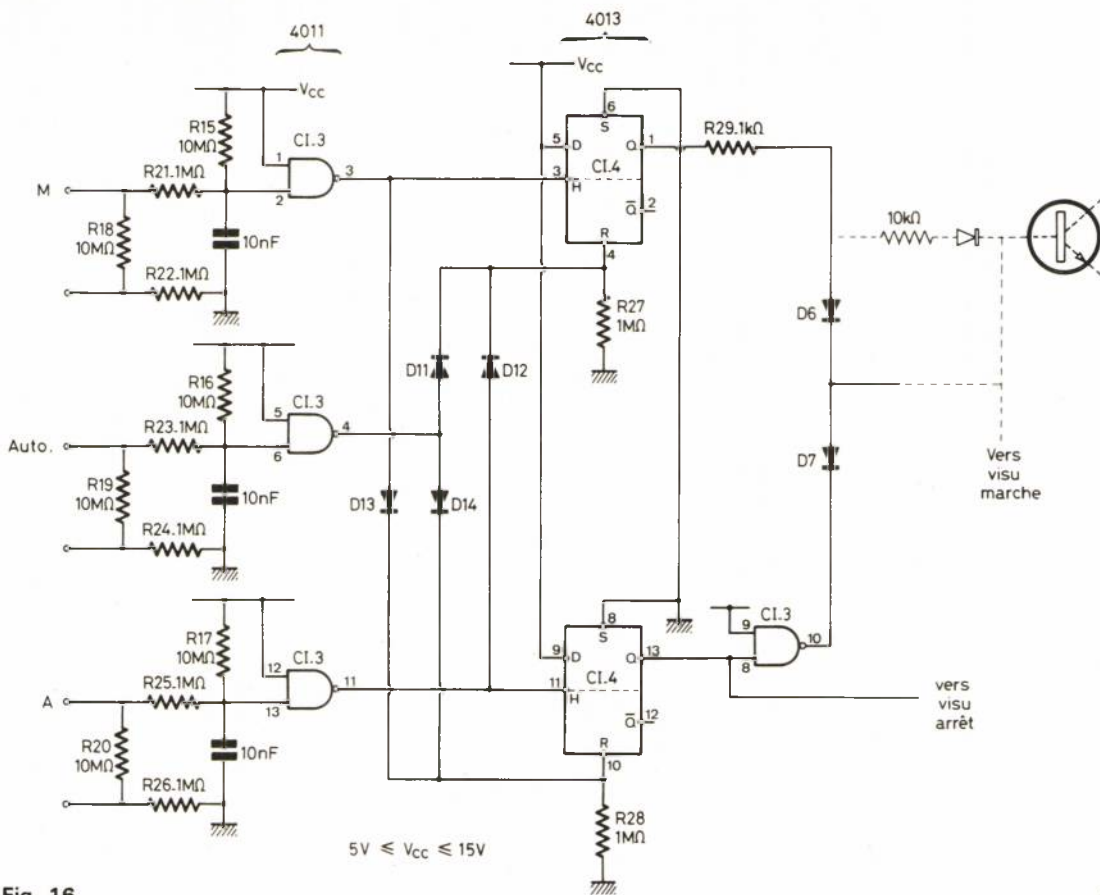 4011
4013
Vcc
Vcc
R15
10MΩ
CI.3
1
2
3
M
R21.1MΩ
R18
10MΩ
10nF
R22.1MΩ
6
S
5
D
Q
1
R29.1kΩ
3
H
CI.4
Q̄
2
R
4
10kΩ
R27
1MΩ
D6
D11
D12
R16
10MΩ
CI.3
5
6
4
Auto.
R23.1MΩ
R19
10MΩ
10nF
R24.1MΩ
D13
D14
D7
Vers
visu
marche
R17
10MΩ
CI.3
12
13
11
A
R25.1MΩ
R20
10MΩ
10nF
R26.1MΩ
8
S
9
D
Q
13
11
H
CI.4
Q̄
12
R
10
CI.3
9
8
10
vers
visu
arrêt
R28
1MΩ
5V ≤ Vcc ≤ 15V
Fig. 16